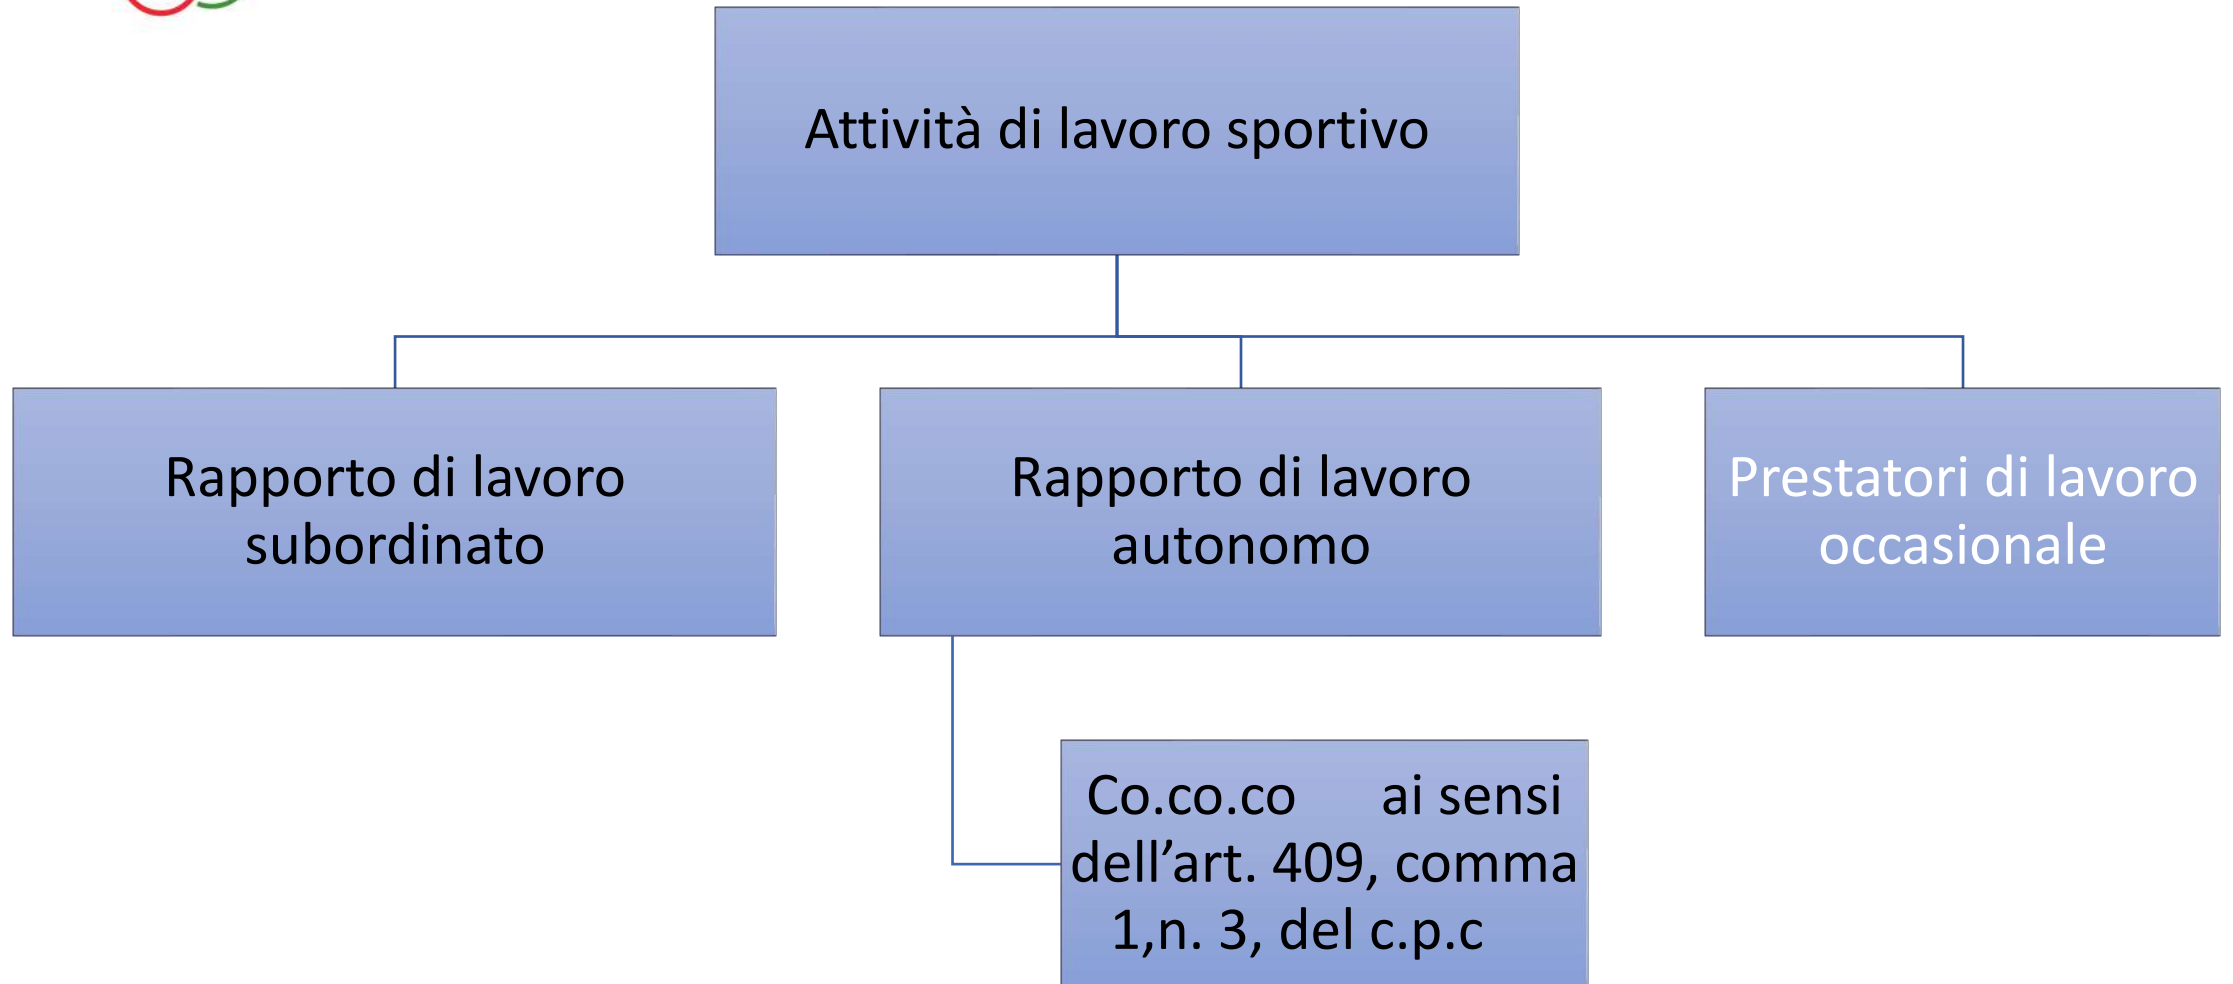 Attività di lavoro sportivo
Rapporto di lavoro
subordinato
Rapporto di lavoro
autonomo
Prestatori di lavoro
occasionale
Co.co.co ai sensi
dell’art. 409, comma
1,n. 3, del c.p.c